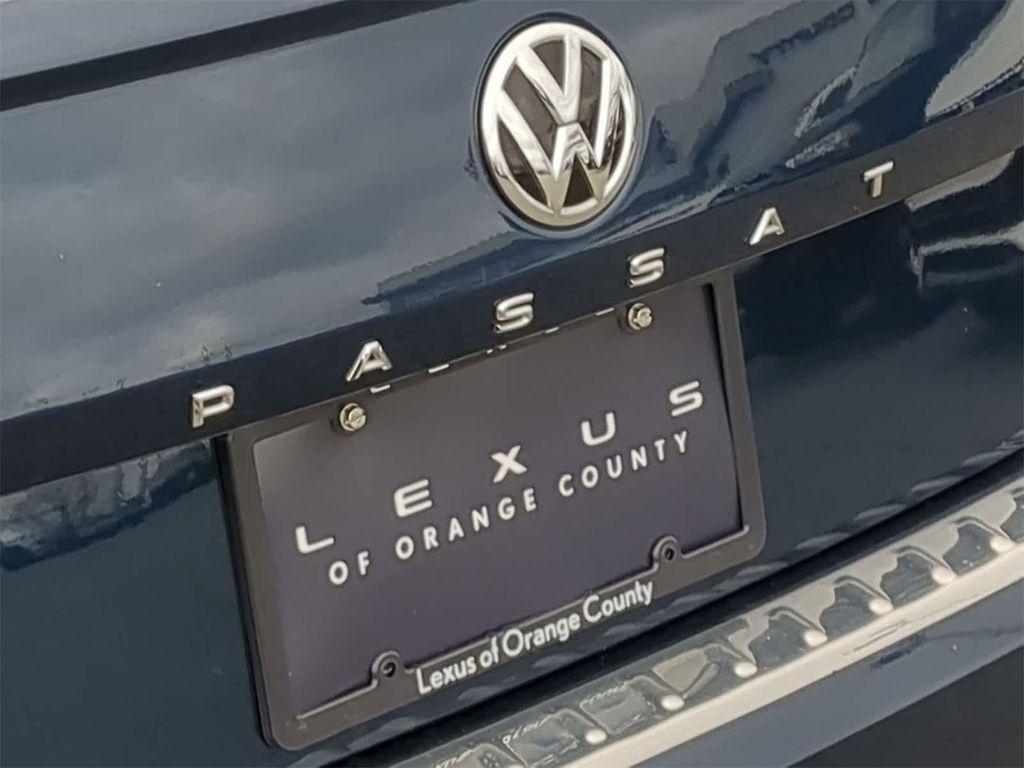 PASSAT
LEXUS
OF ORANGE COUNTY
Lexus of Orange County